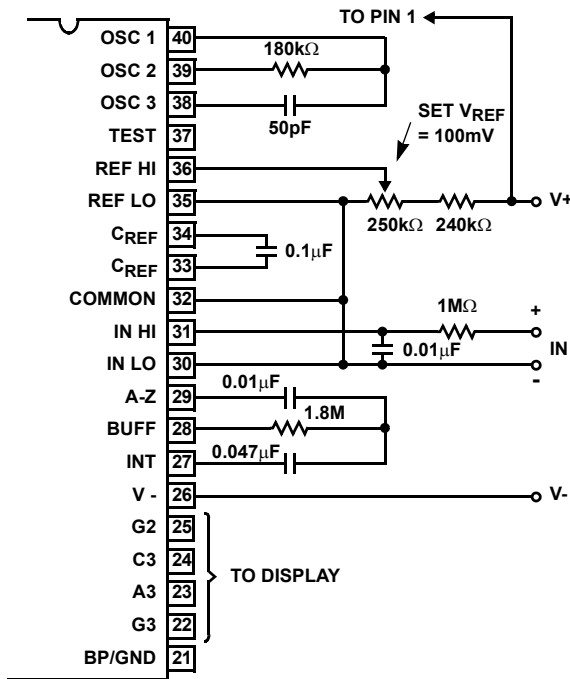 TO PIN 1
OSC 1 40
180kΩ
OSC 2 39
OSC 3 38
50pF
SET VREF
= 100mV
TEST 37
REF HI 36
REF LO 35
V+
250kΩ 240kΩ
CREF 34
0.1μF
CREF 33
COMMON 32
1MΩ
+
IN HI 31
0.01μF
IN
IN LO 30
-
0.01μF
A-Z 29
1.8M
BUFF 28
0.047μF
INT 27
V - 26
V-
G2 25
C3 24
TO DISPLAY
A3 23
G3 22
BP/GND 21